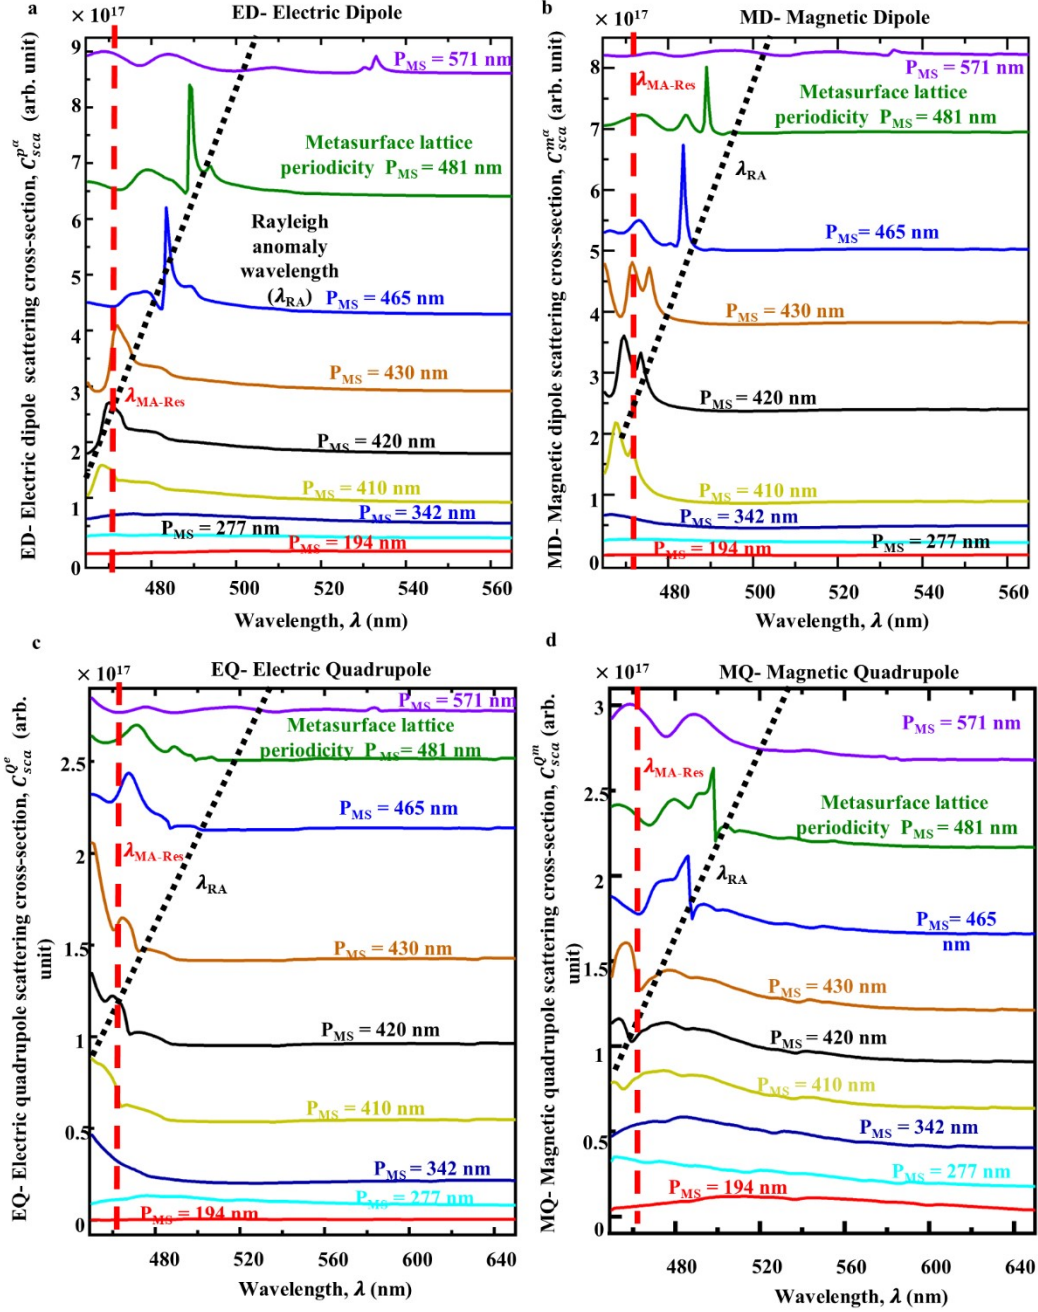 a
× 10¹⁷
ED- Electric Dipole
ED- Electric dipole scattering cross-section, C_sca^{p^α} (arb. unit)
9
8
7
6
5
4
3
2
1
0
P_MS = 571 nm
λ_MA-Res
Metasurface lattice
periodicity P_MS = 481 nm
Rayleigh
anomaly
wavelength
(λ_RA)
P_MS = 465 nm
P_MS = 430 nm
λ_MA-Res
P_MS = 420 nm
P_MS = 410 nm
P_MS = 342 nm
P_MS = 277 nm
P_MS = 194 nm
480 500 520 540 560
Wavelength, λ (nm)
b
× 10¹⁷
MD- Magnetic Dipole
MD- Magnetic dipole scattering cross-section, C_sca^{m^α} (arb. unit)
8
7
6
5
4
3
2
1
0
P_MS = 571 nm
λ_MA-Res
Metasurface lattice
periodicity P_MS = 481 nm
λ_RA
P_MS = 465 nm
P_MS = 430 nm
P_MS = 420 nm
P_MS = 410 nm
P_MS = 342 nm
P_MS = 277 nm
P_MS = 194 nm
480 500 520 540 560
Wavelength, λ (nm)
c
× 10¹⁷
EQ- Electric Quadrupole
EQ- Electric quadrupole scattering cross-section, C_sca^{Q^e} (arb.
unit)
2.5
2
1.5
1
0.5
0
P_MS = 571 nm
Metasurface lattice
periodicity P_MS = 481 nm
P_MS = 465 nm
λ_MA-Res
λ_RA
P_MS = 430 nm
P_MS = 420 nm
P_MS = 410 nm
P_MS = 342 nm
P_MS = 277 nm
P_MS = 194 nm
480 520 560 600 640
Wavelength, λ (nm)
d
× 10¹⁷
MQ- Magnetic Quadrupole
MQ- Magnetic quadrupole scattering cross-section, C_sca^{Q^m} (arb.
unit)
3
2.5
2
1.5
1
0.5
0
P_MS = 571 nm
λ_MA-Res
Metasurface lattice
periodicity P_MS = 481 nm
λ_RA
P_MS= 465
nm
P_MS = 430 nm
P_MS = 420 nm
P_MS = 410 nm
P_MS = 342 nm
P_MS = 277 nm
P_MS = 194 nm
480 520 560 600 640
Wavelength, λ (nm)